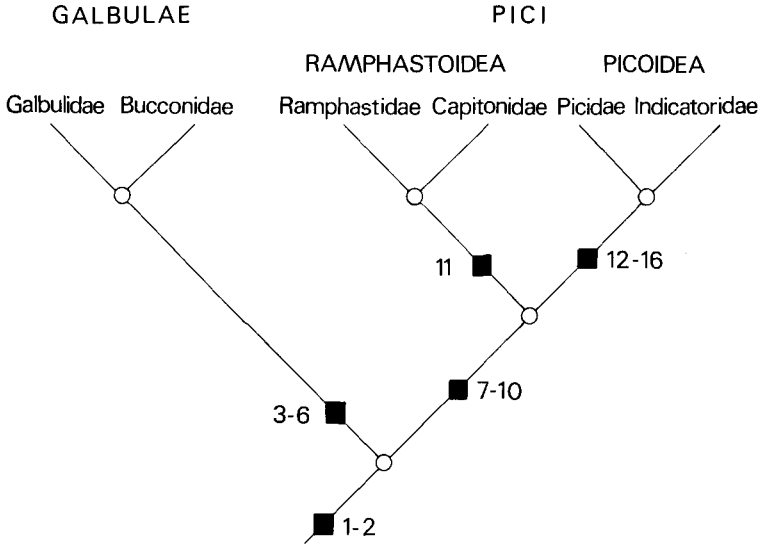 GALBULAE PICI
RAMPHASTOIDEA PICOIDEA
Galbulidae Bucconidae Ramphastidae Capitonidae Picidae Indicatoridae
11 12-16
7-10
3-6
1-2